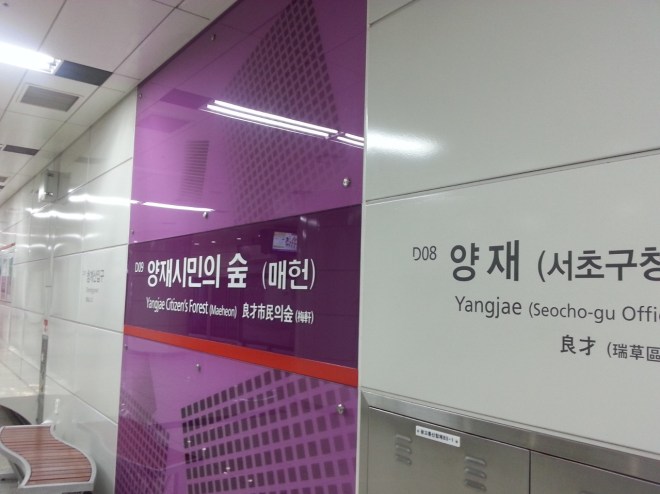 D09 양재시민의 숲 (매헌)
Yangjae Citizen's Forest (Maeheon) 良才市民의숲 (梅軒)
D08 양재 (서초구청
Yangjae (Seocho-gu Offi
良才 (瑞草區